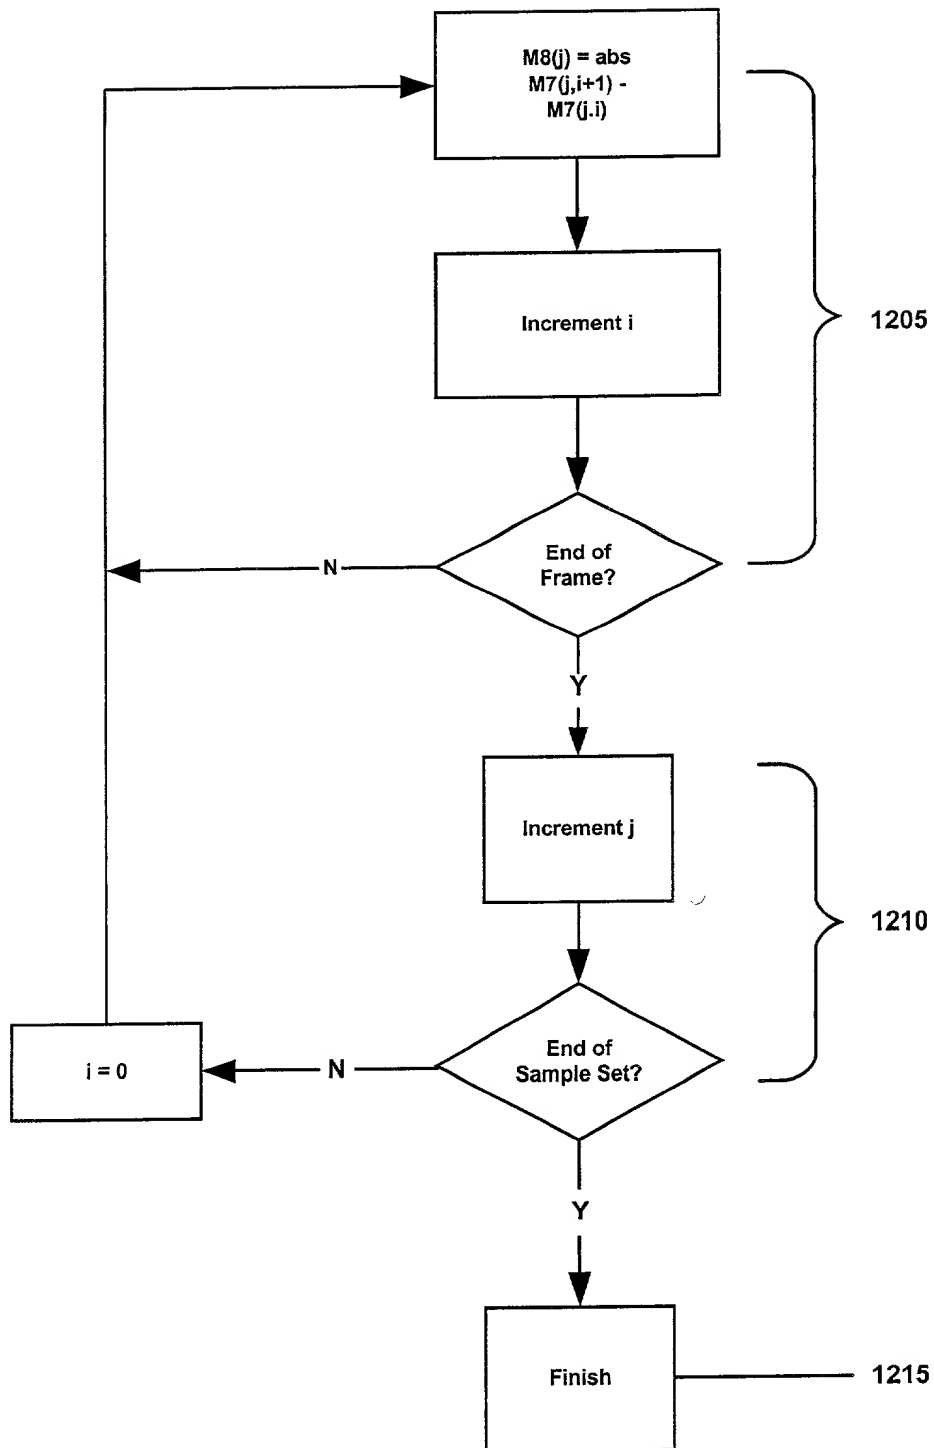 M8(j) = abs
M7(j,i+1) -
M7(j.i)
Increment i
1205
End of
Frame?
N
Y
Increment j
1210
End of
Sample Set?
N
i = 0
Y
Finish
1215